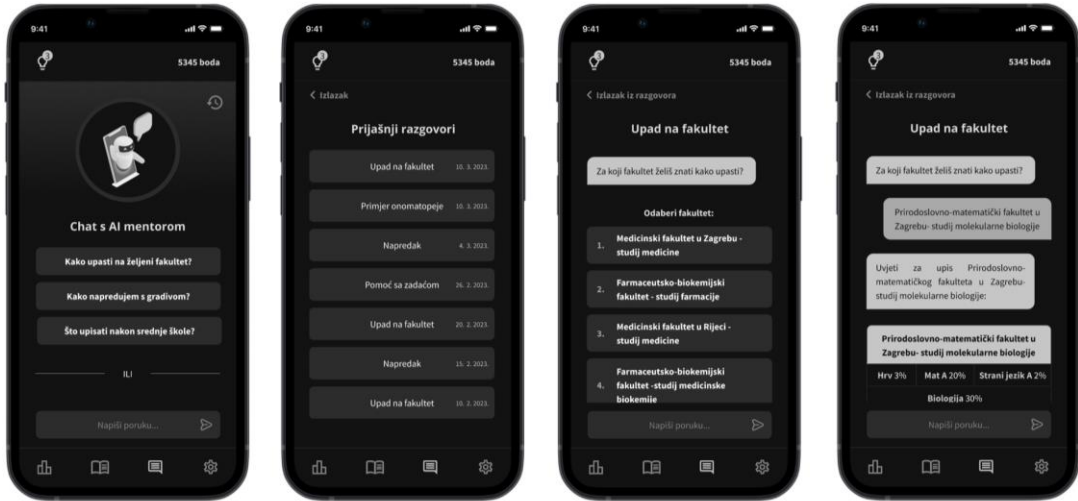 9:41
3
5345 boda
Chat s AI mentorom
Kako upasti na željeni fakultet?
Kako napredujem s gradivom?
Što upisati nakon srednje škole?
ILI
Napiši poruku...
9:41
3
5345 boda
Izlazak
Prijašnji razgovori
Upad na fakultet 10. 3. 2023.
Primjer onomatopeje 10. 3. 2023.
Napredak 4. 3. 2023.
Pomoć sa zadaćom 26. 2. 2023.
Upad na fakultet 20. 2. 2023.
Napredak 15. 2. 2023.
Upad na fakultet 10. 2. 2023.
9:41
3
5345 boda
Izlazak iz razgovora
Upad na fakultet
Za koji fakultet želiš znati kako upasti?
Odaberi fakultet:
1. Medicinski fakultet u Zagrebu -
studij medicine
2. Farmaceutsko-biokemijski
fakultet - studij farmacije
3. Medicinski fakultet u Rijeci -
studij medicine
4. Farmaceutsko-biokemijski
fakultet -studij medicinske
biokemije
Napiši poruku...
9:41
3
5345 boda
Izlazak iz razgovora
Upad na fakultet
Za koji fakultet želiš znati kako upasti?
Prirodoslovno-matematički fakultet u
Zagrebu- studij molekularne biologije
Uvjeti za upis Prirodoslovno-
matematičkog fakulteta u Zagrebu-
studij molekularne biologije:
Prirodoslovno-matematički fakultet u
Zagrebu- studij molekularne biologije
Hrv 3% Mat A 20% Strani jezik A 2%
Biologija 30%
Napiši poruku...